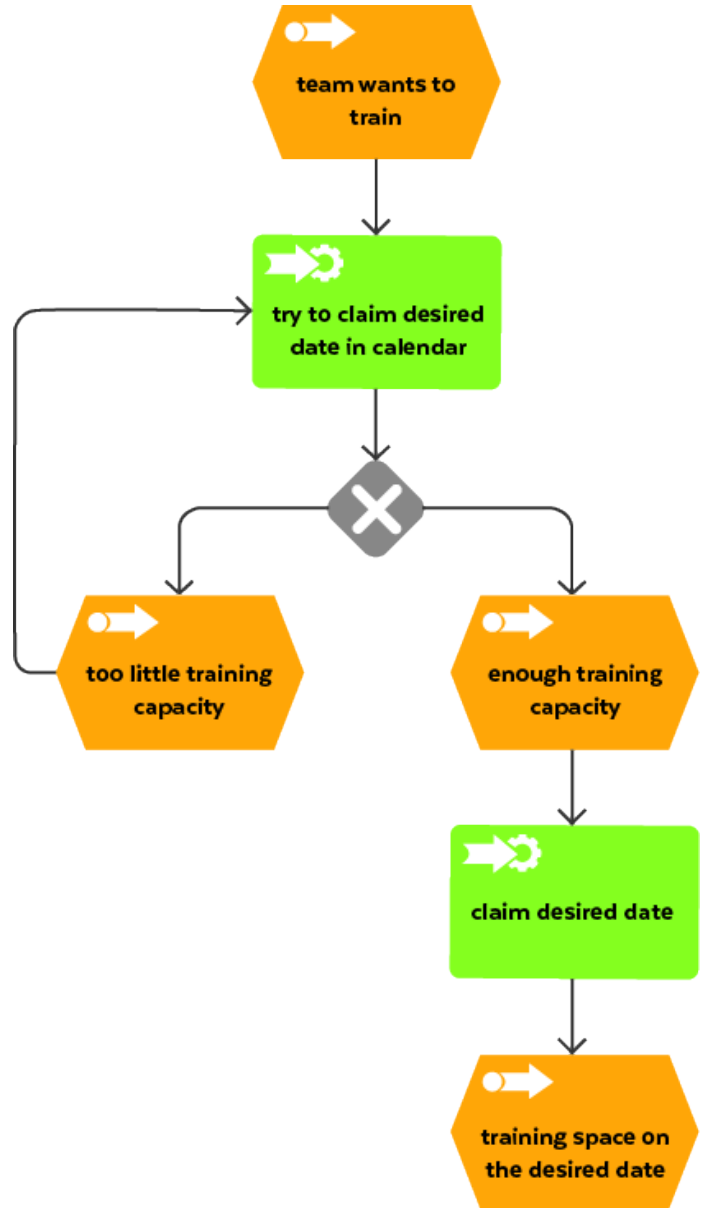 team wants to
train
try to claim desired
date in calendar
too little training
capacity
enough training
capacity
claim desired date
training space on
the desired date